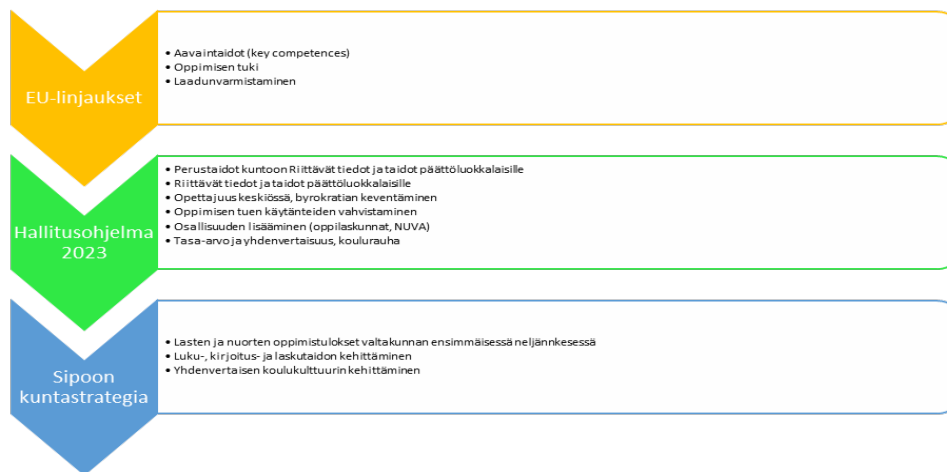 EU-linjaukset
• Aavaintaidot (key competences)
• Oppimisen tuki
• Laadunvarmistaminen
Hallitusohjelma
2023
• Perustaidot kuntoon Riittävät tiedot ja taidot päättöluokkalaisille
• Riittävät tiedot ja taidot päättöluokkalaisille
• Opettajuus keskiössä, byrokratian keventäminen
• Oppimisen tuen käytänteiden vahvistaminen
• Osallisuuden lisääminen (oppilaskunnat, NUVA)
• Tasa-arvo ja yhdenvertaisuus, koulurauha
Sipoon
kuntastrategia
• Lasten ja nuorten oppimistulokset valtakunnan ensimmäisessä neljännkesessä
• Luku-, kirjoitus- ja laskutaidon kehittäminen
• Yhdenvertaisen koulukulttuurin kehittäminen